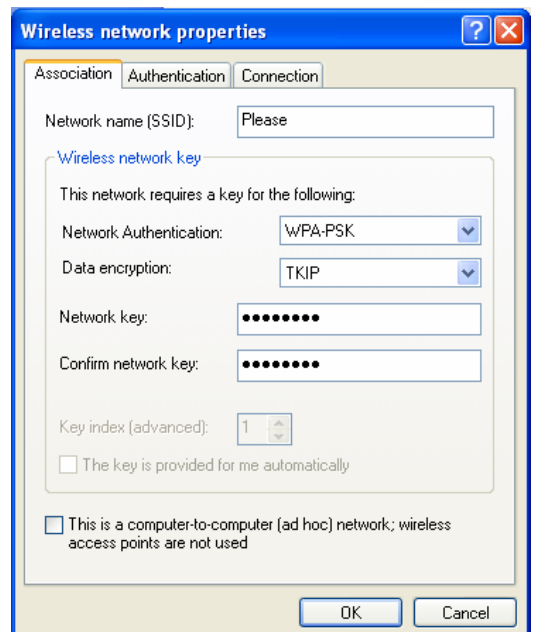 Wireless network properties
Association Authentication Connection
Network name (SSID): Please
Wireless network key
This network requires a key for the following:
Network Authentication: WPA-PSK
Data encryption: TKIP
Network key: ••••••••
Confirm network key: ••••••••
Key index (advanced): 1
The key is provided for me automatically
This is a computer-to-computer (ad hoc) network; wireless
access points are not used
OK Cancel